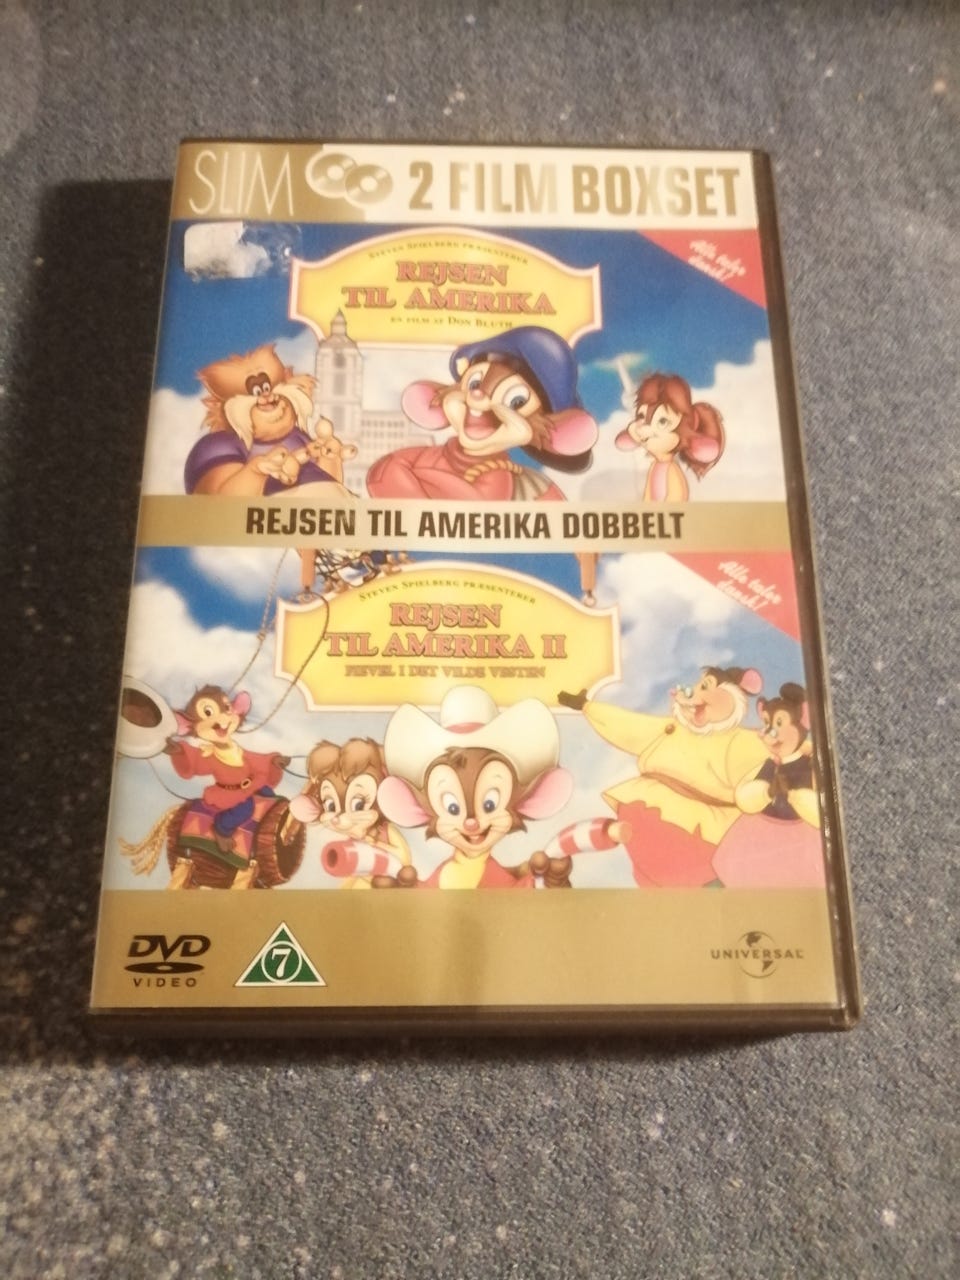 SLIM 2 FILM BOXSET
Alle taler
dansk!
STEVEN SPIELBERG PRÆSENTERER
REJSEN
TIL AMERIKA
EN FILM AF DON BLUTH
REJSEN TIL AMERIKA DOBBELT
Alle taler
dansk!
STEVEN SPIELBERG PRÆSENTERER
REJSEN
TIL AMERIKA II
FIEVEL I DET VILDE VESTEN
DVD
VIDEO
7
UNIVERSAL